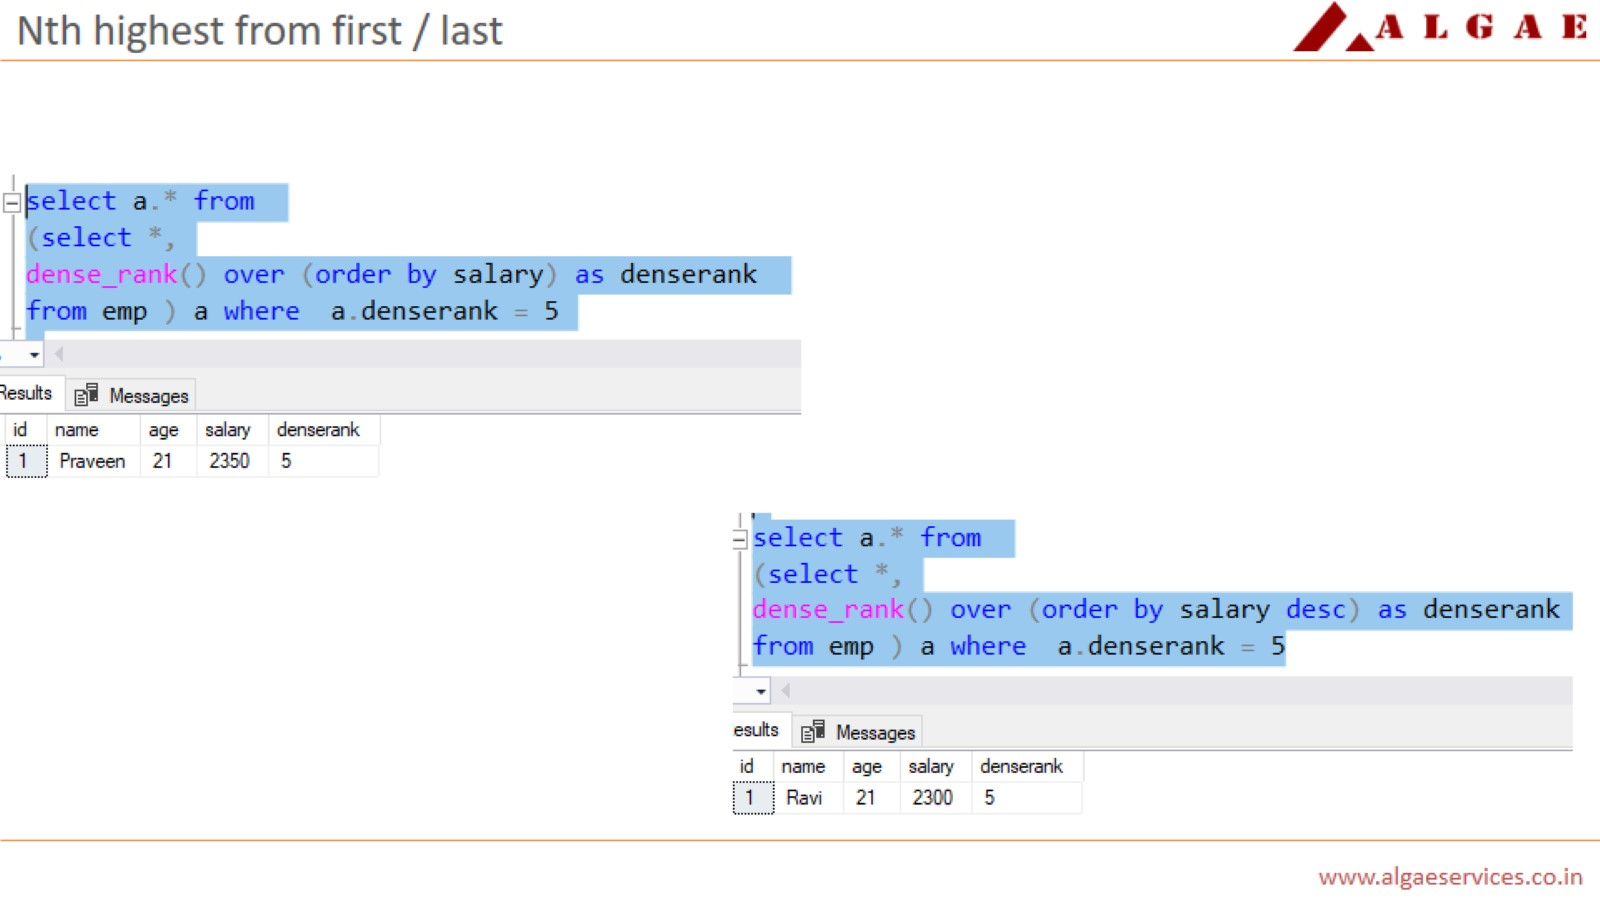 Nth highest from first / last
ALGAE
select a.* from
(select *,
dense_rank() over (order by salary) as denserank
from emp ) a where  a.denserank = 5
Results Messages
id name age salary denserank
1 Praveen 21 2350 5
select a.* from
(select *,
dense_rank() over (order by salary desc) as denserank
from emp ) a where  a.denserank = 5
esults Messages
id name age salary denserank
1 Ravi 21 2300 5
www.algaeservices.co.in